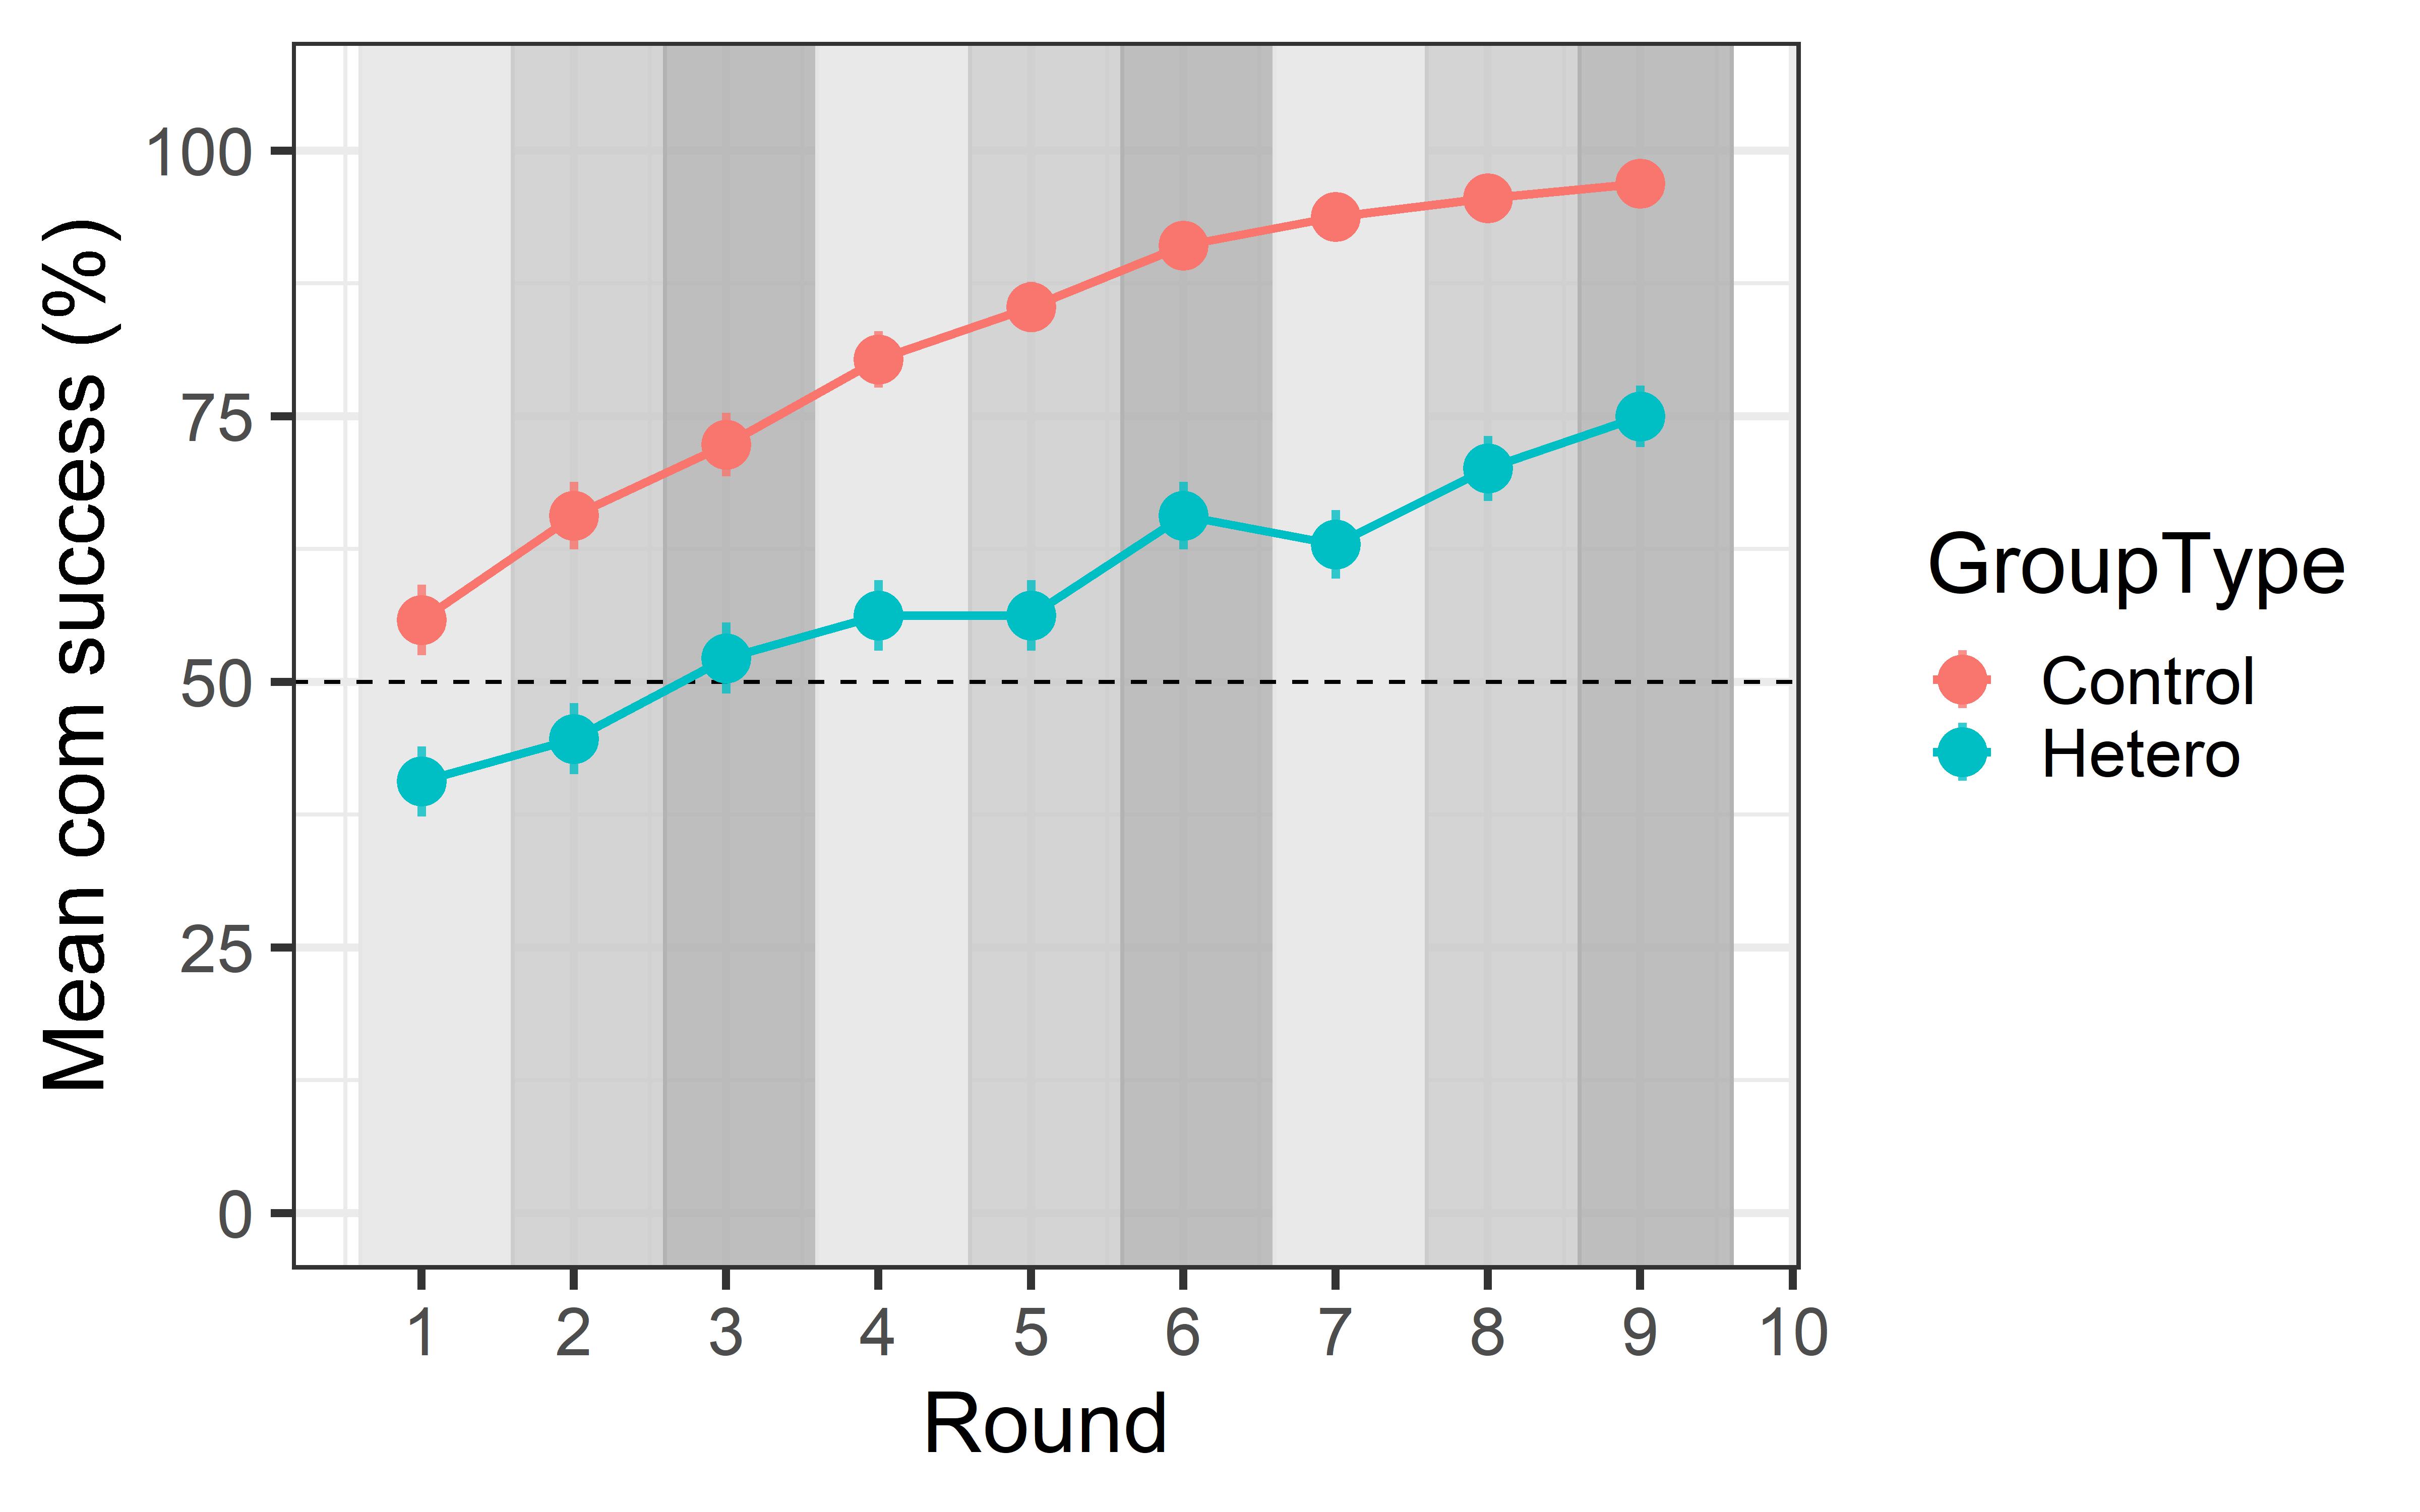 Mean com success (%)
100
75
50
25
0
1 2 3 4 5 6 7 8 9 10
Round
GroupType
Control
Hetero